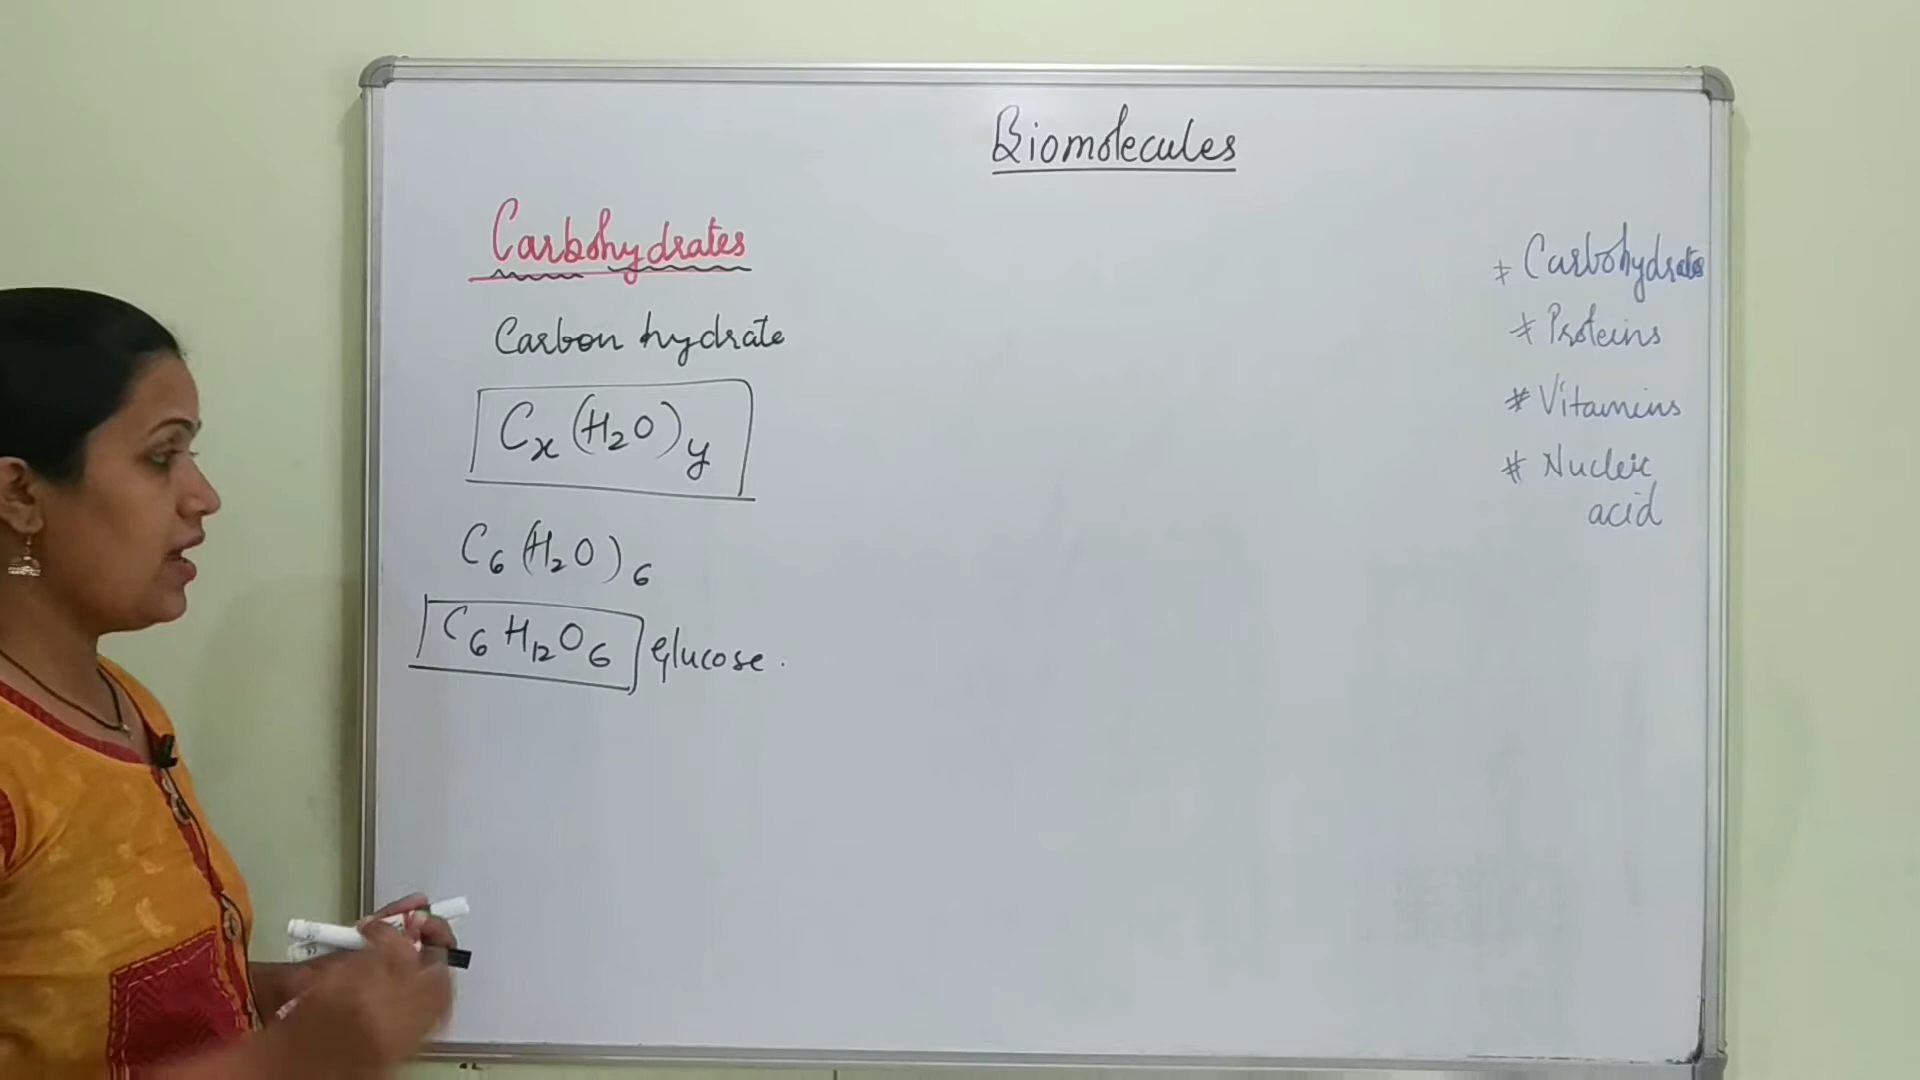 Biomolecules
Carbohydrates
Carbon hydrate
Cx(H2O)y
C6(H2O)6
C6H12O6 glucose.
* Carbohydrates
* Proteins
* Vitamins
* Nucleic
acid